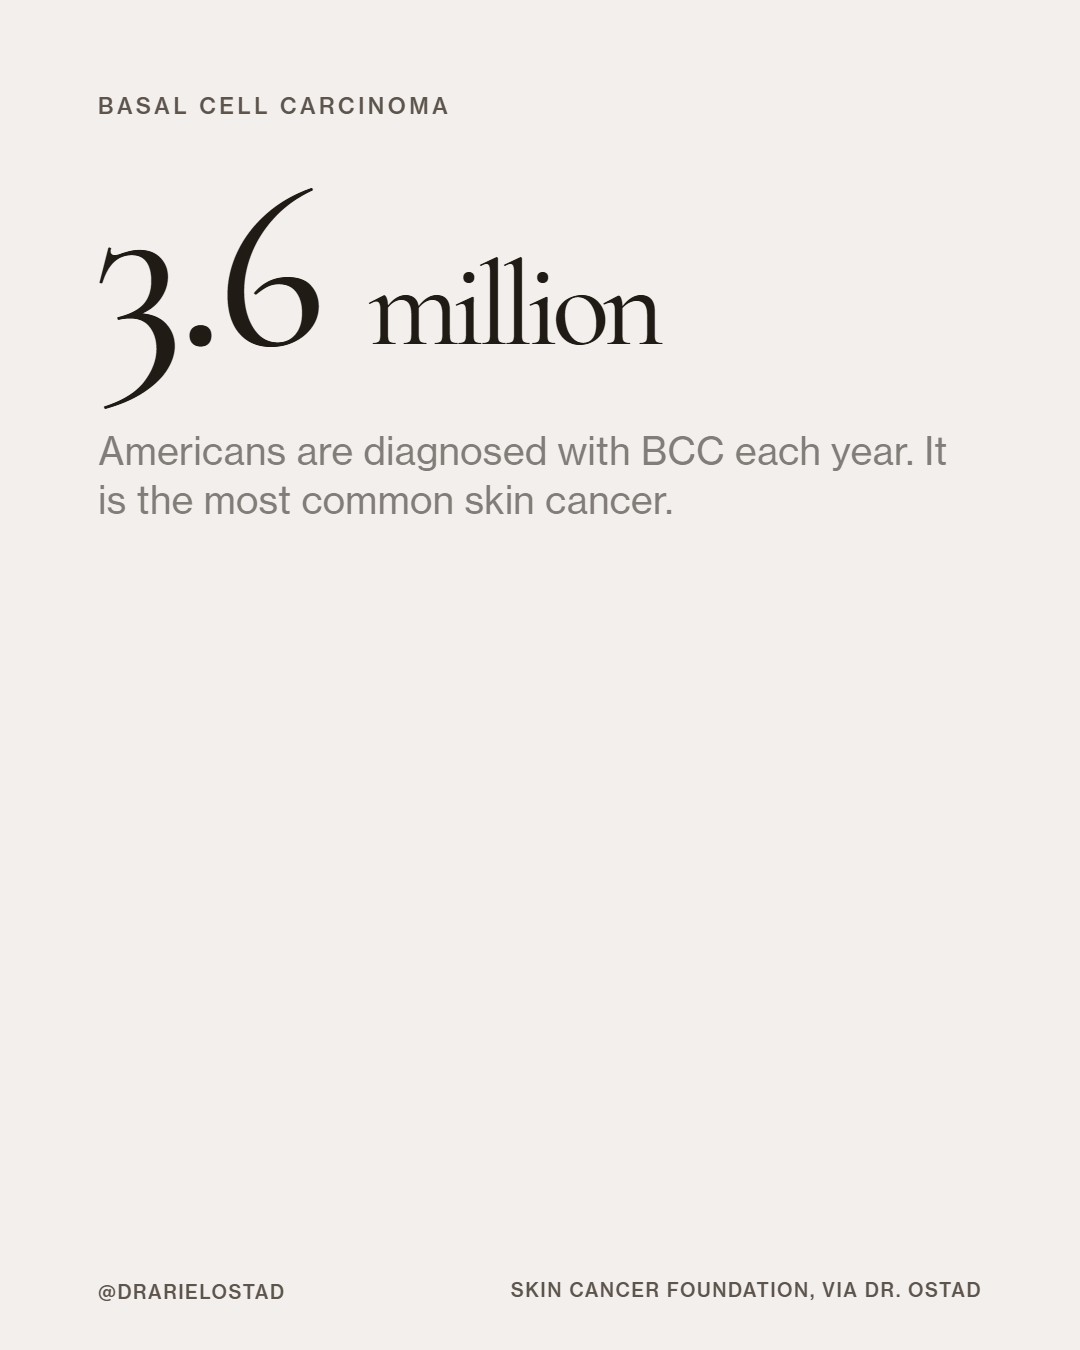 BASAL CELL CARCINOMA
3.6 million
Americans are diagnosed with BCC each year. It
is the most common skin cancer.
@DRARIELOSTAD
SKIN CANCER FOUNDATION, VIA DR. OSTAD